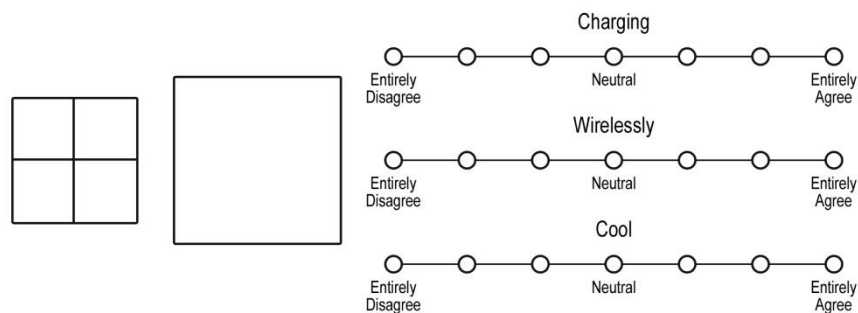 Charging
Entirely Disagree
Neutral
Entirely Agree
Wirelessly
Entirely Disagree
Neutral
Entirely Agree
Cool
Entirely Disagree
Neutral
Entirely Agree